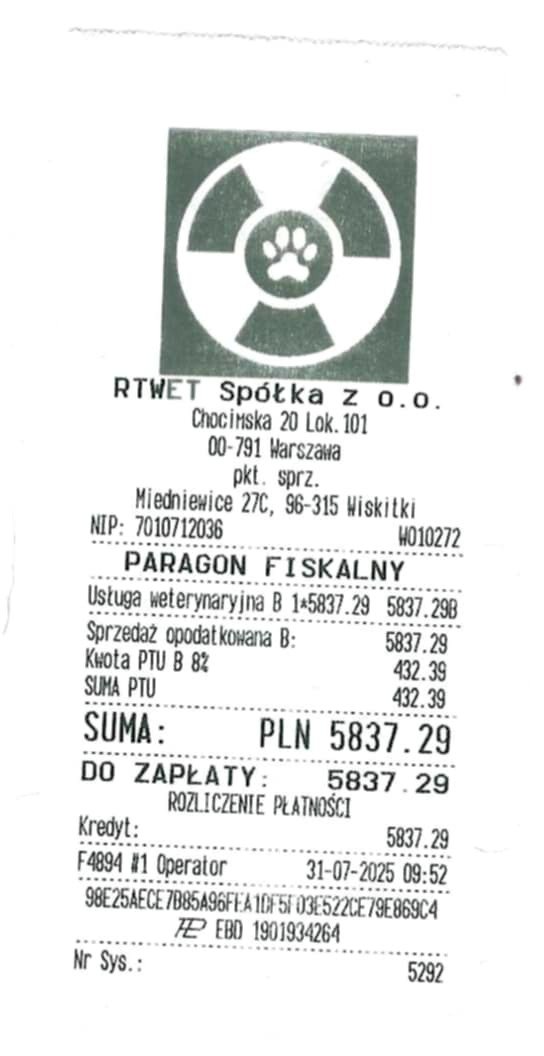 RTWET Spółka z o.o.
Chocimska 20 Lok.101
00-791 Warszawa
pkt. sprz.
Miedniewice 27C, 96-315 Wiskitki
NIP: 7010712036 W010272
PARAGON FISKALNY
Usługa weterynaryjna B 1*5837.29 5837.29B
Sprzedaż opodatkowana B: 5837.29
Kwota PTU B 8% 432.39
SUMA PTU 432.39
SUMA: PLN 5837.29
DO ZAPŁATY: 5837.29
ROZLICZENIE PŁATNOŚCI
Kredyt: 5837.29
F4894 #1 Operator 31-07-2025 09:52
EBD 1901934264
Nr Sys.: 5292